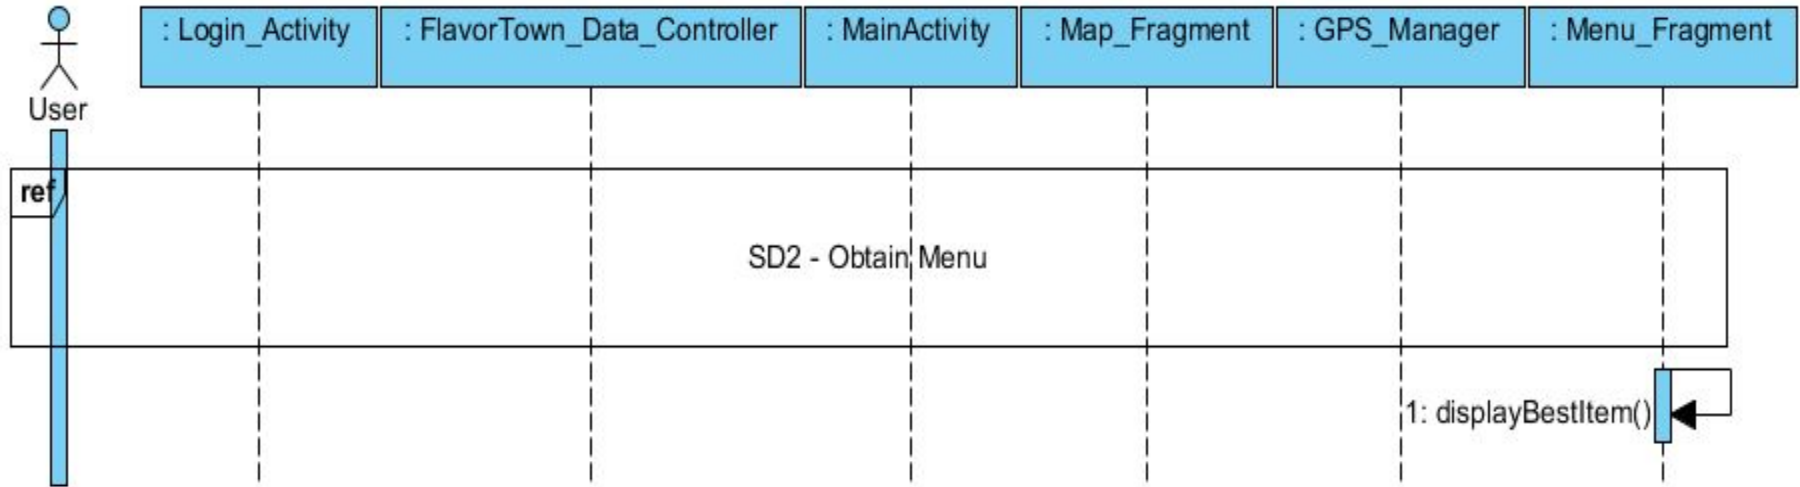 : Login_Activity
: FlavorTown_Data_Controller
: MainActivity
: Map_Fragment
: GPS_Manager
: Menu_Fragment
User
ref
SD2 - Obtain Menu
1: displayBestItem()